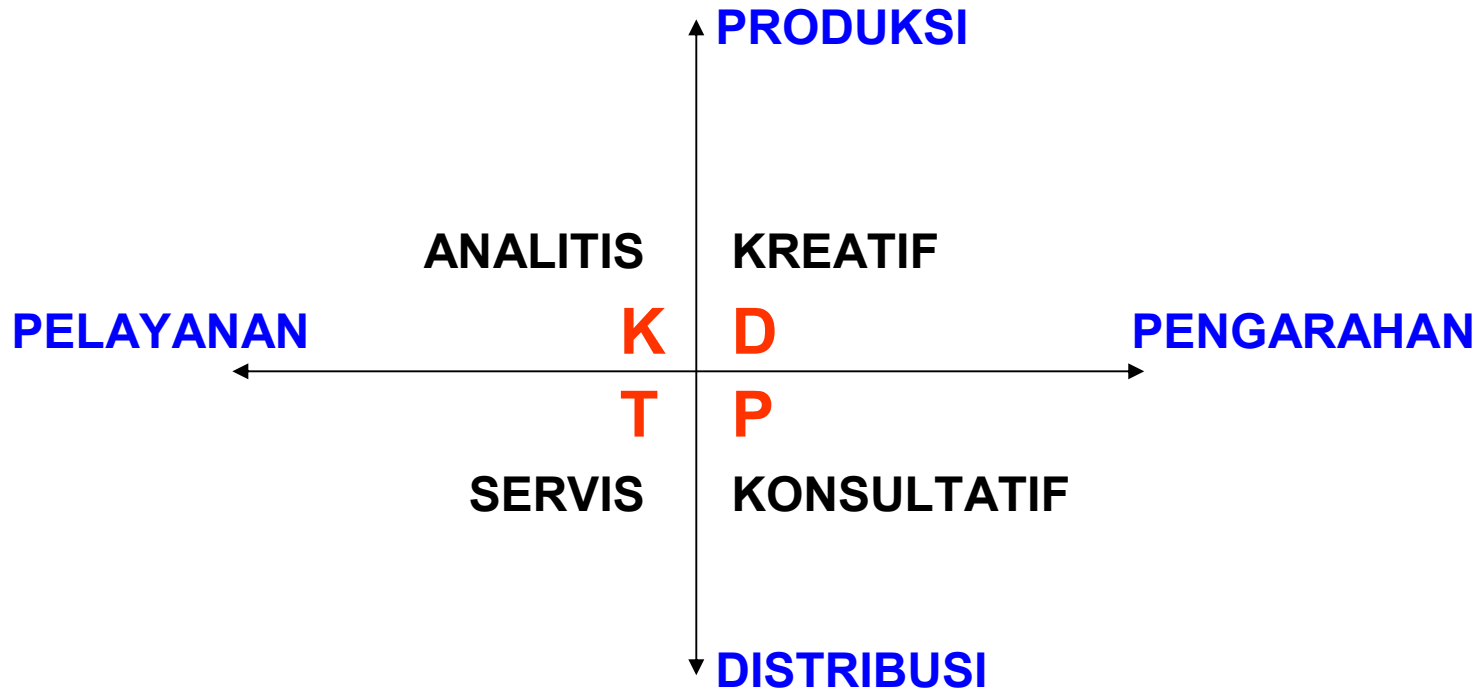 PRODUKSI
ANALITIS KREATIF
PELAYANAN K D PENGARAHAN
T P
SERVIS KONSULTATIF
DISTRIBUSI